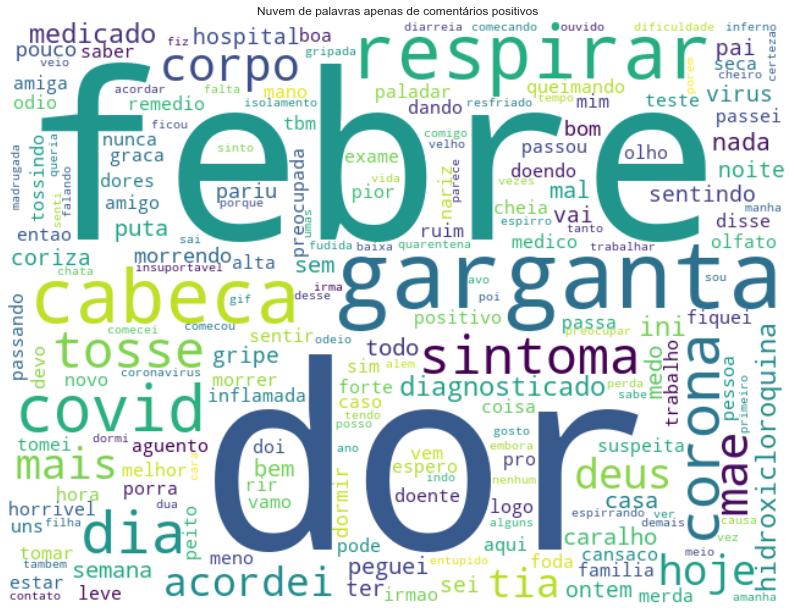 Nuvem de palavras apenas de comentários positivos
febre
dor
respirar
garganta
cabeca
corpo
sintoma
covid
tosse
corona
dia
mais
deus
hoje
mae
tia
acordei
hidroxicloroquina
diagnosticado
medicado
pouco
saber
veio
fiz
hospital
boa
gripada
diarreia
comecando
ouvido
dificuldade
inferno
pai
seca
certeza
porem
cheiro
amiga
odio
acordar
remedio
falta
isolamento
mano
paladar
dando
resfriado
tempo
queimando
mim
teste
virus
passei
madrugada
tossindo
queria
senti
falando
nunca
graca
dores
amigo
ficou
sinto
tbm
exame
vida
pior
comigo
velho
parece
nariz
vezes
bom
passou
doendo
olho
nada
noite
mal
sentindo
manha
entao
pariu
porque
umas
preocupada
puta
sai
fudida
baixa
quarentena
ruim
cheia
espirro
medico
tanto
vai
trabalhar
disse
olfato
coriza
chata
morrendo
insuportavel
alta
sem
gif
irma
desse
avo
poi
sou
passando
devo
comecei
comecou
sentir
odeio
positivo
passa
preocupar
ini
fiquei
novo
coronavirus
gripe
morrer
sim
todo
alem
forte
inflamada
caso
tendo
posso
coisa
perda
sabe
medo
trabalho
pessoa
primeiro
tomei
dormi
aguento
doi
ano
gosto
embora
suspeita
melhor
cara
bem
rir
vamo
vem
espero
indo
pro
nenhum
casa
hora
horrivel
uns
filha
dua
porra
peito
dormir
doente
logo
alguns
espirrando
ver
demais
causa
vez
tomar
tambem
semana
meno
pode
entupido
aqui
caralho
cansaco
meio
amanha
estar
contato
leve
peguei
ter
irmao
sei
foda
familia
ontem
merda